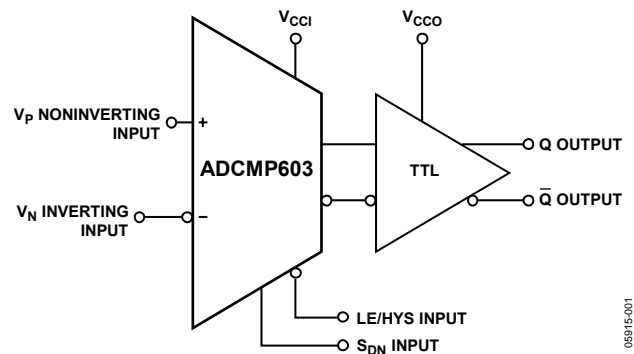 V_CCI
V_CCO
V_P NONINVERTING
INPUT
+
ADCMP603
TTL
Q OUTPUT
V_N INVERTING
INPUT
–
Q̅ OUTPUT
LE/HYS INPUT
S_DN INPUT
05915-001